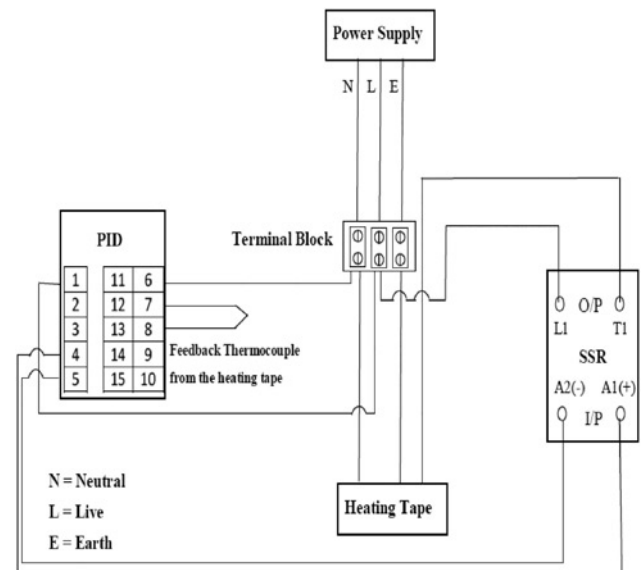 Power Supply
N L E
PID
Terminal Block
1 11 6
2 12 7
3 13 8
4 14 9
5 15 10
Feedback Thermocouple
from the heating tape
O/P
L1 T1
SSR
A2(-) A1(+)
I/P
N = Neutral
L = Live
E = Earth
Heating Tape